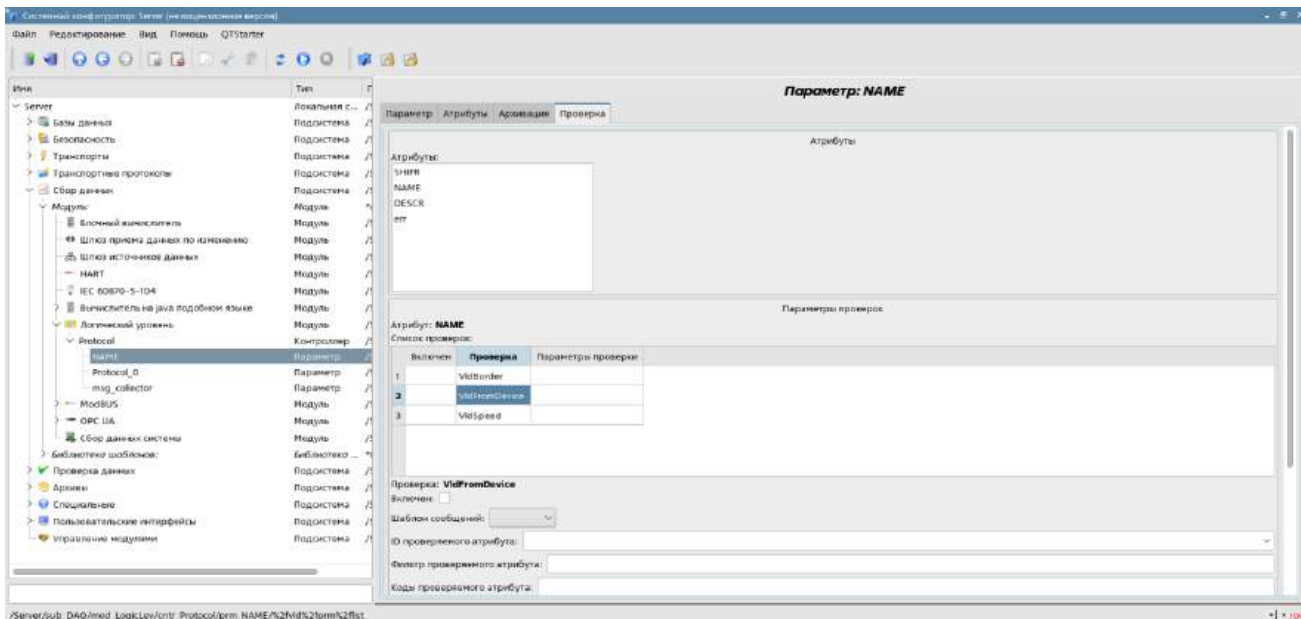 Системный конфигуратор: Server (не лицензионная версия)
Файл Редактирование Вид Помощь QTStarter
Имя Тип
Server Локальная с...
Базы данных Подсистема
Безопасность Подсистема
Транспорты Подсистема
Транспортные протоколы Подсистема
Сбор данных Подсистема
Модуль: Модуль
Блочный вычислитель Модуль
Шлюз приема данных по изменению Модуль
Шлюз источников данных Модуль
HART Модуль
IEC 60870-5-104 Модуль
Вычислитель на java подобном языке Модуль
Логический уровень Модуль
Protocol Контроллер
NAME Параметр
Protocol_0 Параметр
msg_collector Параметр
ModBUS Модуль
OPC UA Модуль
Сбор данных системы Модуль
Библиотека шаблонов: Библиотека ...
Проверка данных Подсистема
Архивы Подсистема
Специальные Подсистема
Пользовательские интерфейсы Подсистема
Управление модулями Подсистема
Параметр: NAME
Параметр Атрибуты Архивация Проверка
Атрибуты
Атрибуты:
SHIFR
NAME
DESCR
err
Параметры проверок
Атрибут: NAME
Список проверок:
Включен Проверка Параметры проверки
1 VldBorder
2 VldFromDevice
3 VldSpeed
Проверка: VldFromDevice
Включен:
Шаблон сообщений:
ID проверяемого атрибута:
Фильтр проверяемого атрибута:
Коды проверяемого атрибута:
/Server/sub_DAQ/mod_LogicLev/cntr_Protocol/prm_NAME/%2fvld%2fform%2flist